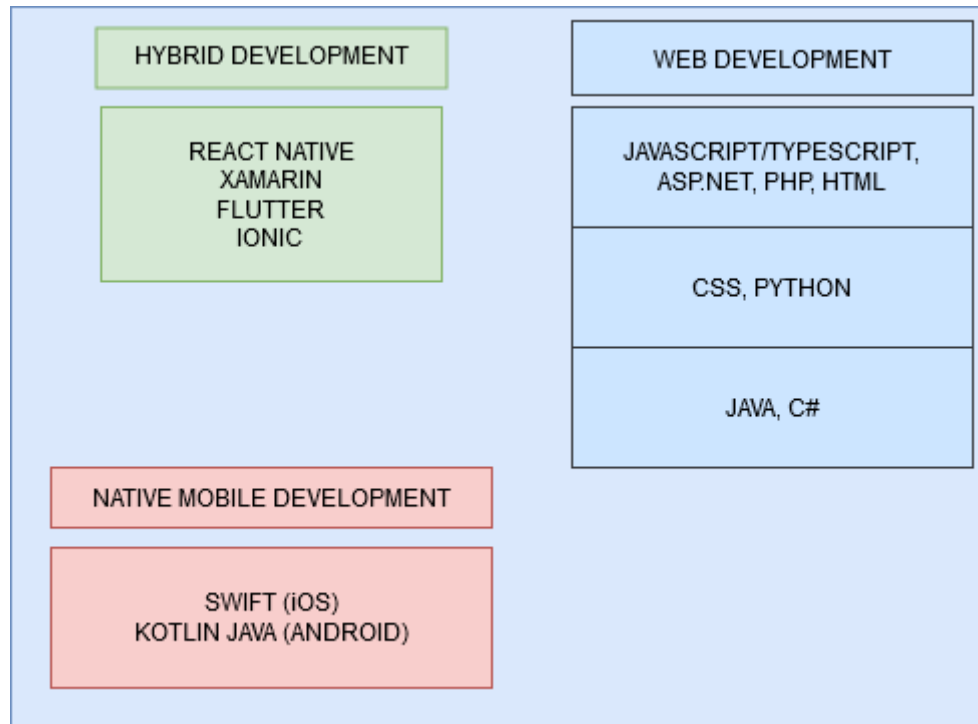 HYBRID DEVELOPMENT
REACT NATIVE
XAMARIN
FLUTTER
IONIC
WEB DEVELOPMENT
JAVASCRIPT/TYPESCRIPT,
ASP.NET, PHP, HTML
CSS, PYTHON
JAVA, C#
NATIVE MOBILE DEVELOPMENT
SWIFT (iOS)
KOTLIN JAVA (ANDROID)